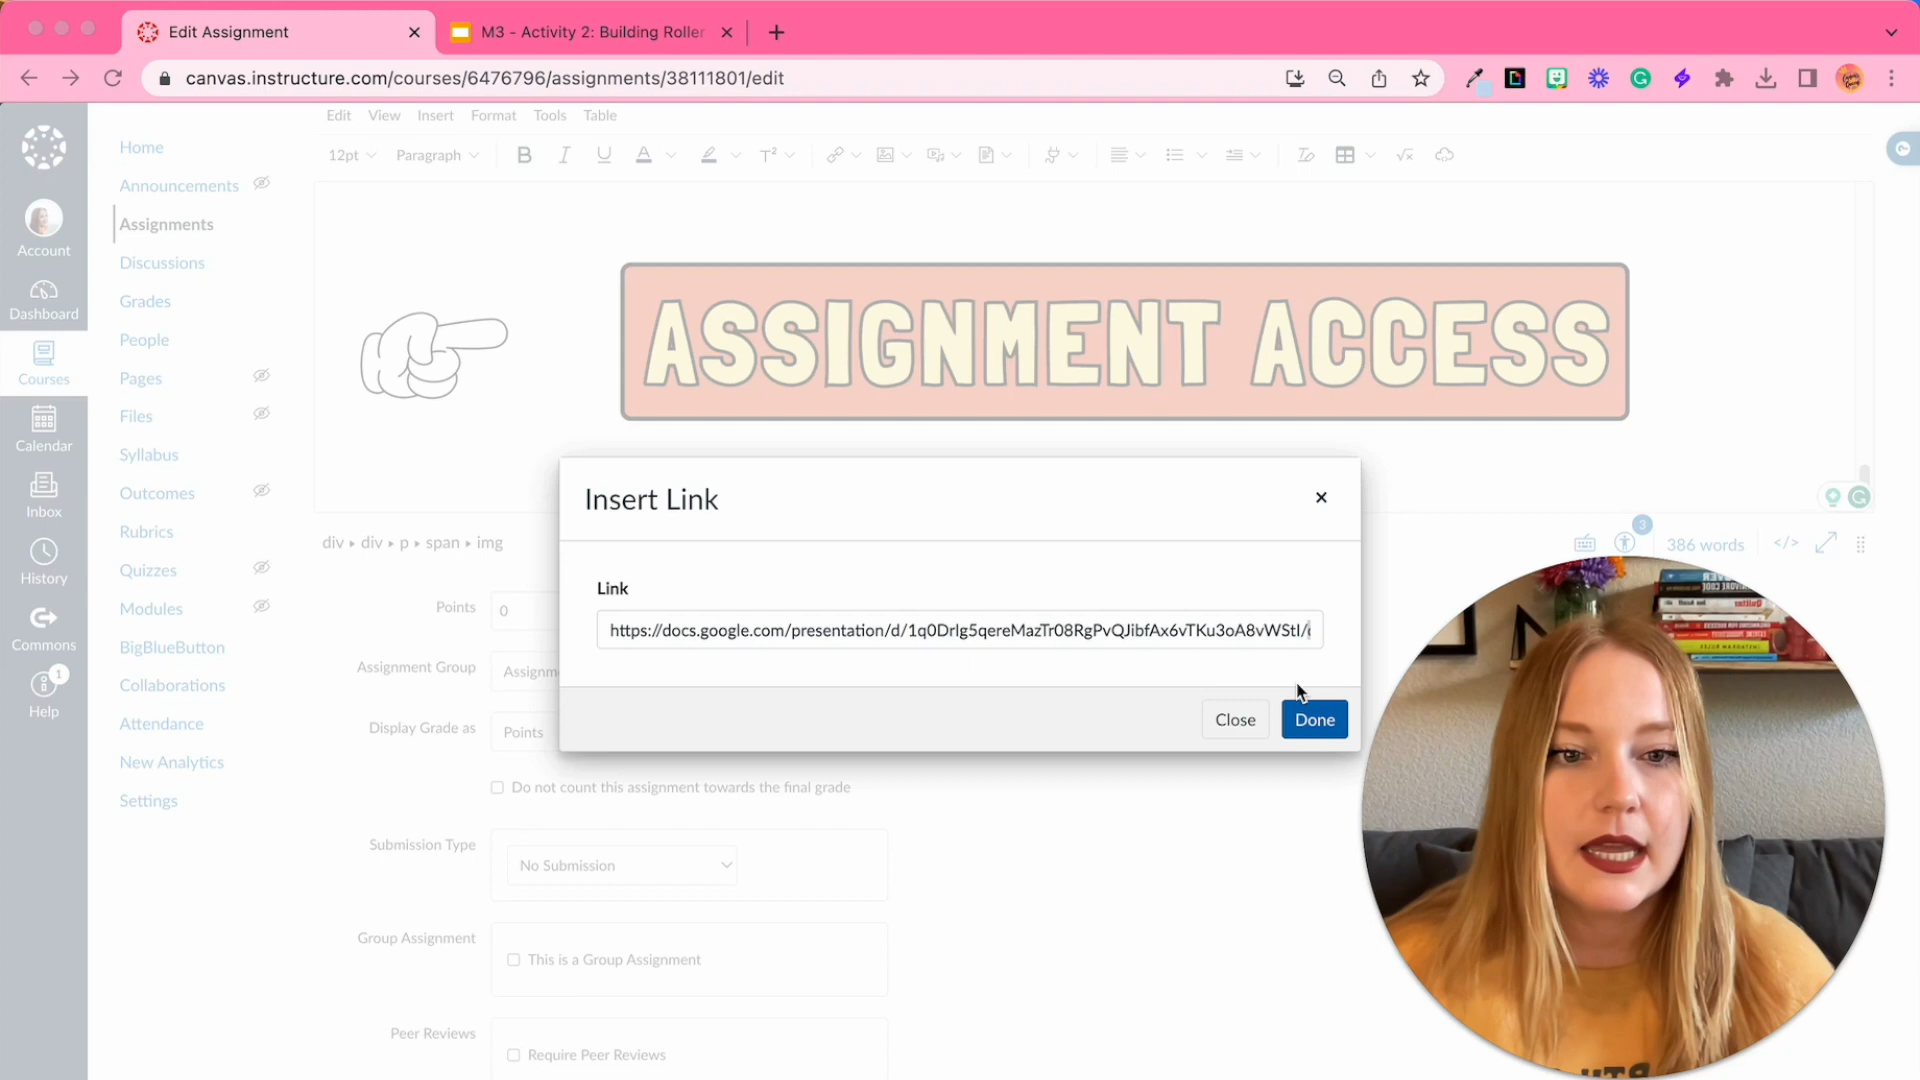 Edit Assignment
M3 - Activity 2: Building Roller
canvas.instructure.com/courses/6476796/assignments/38111801/edit
Edit View Insert Format Tools Table
12pt Paragraph
Account
Dashboard
Courses
Calendar
Inbox
History
Commons
1
Help
Home
Announcements
Assignments
Discussions
Grades
People
Pages
Files
Syllabus
Outcomes
Rubrics
Quizzes
Modules
BigBlueButton
Collaborations
Attendance
New Analytics
Settings
ASSIGNMENT ACCESS
Insert Link
Link
https://docs.google.com/presentation/d/1q0Drlg5qereMazTr08RgPvQJibfAx6vTKu3oA8vWStI/
Close Done
div ▸ div ▸ p ▸ span ▸ img
3
386 words
</>
Points 0
Assignment Group Assignm
Display Grade as Points
Do not count this assignment towards the final grade
Submission Type No Submission
Group Assignment This is a Group Assignment
Peer Reviews Require Peer Reviews